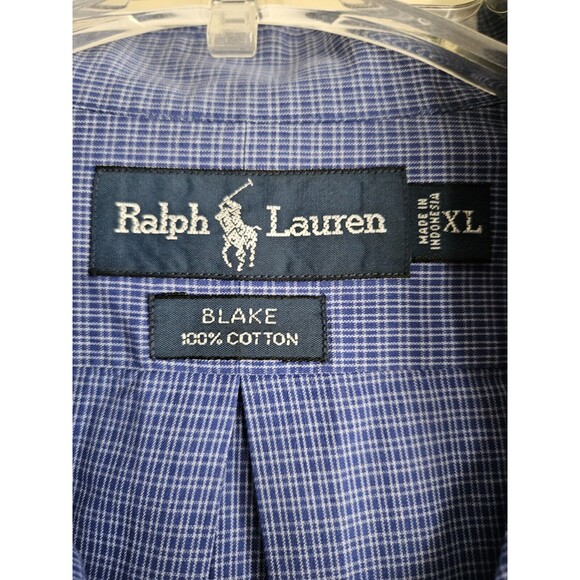 Ralph Lauren
MADE IN
INDONESIA
XL
BLAKE
100% COTTON